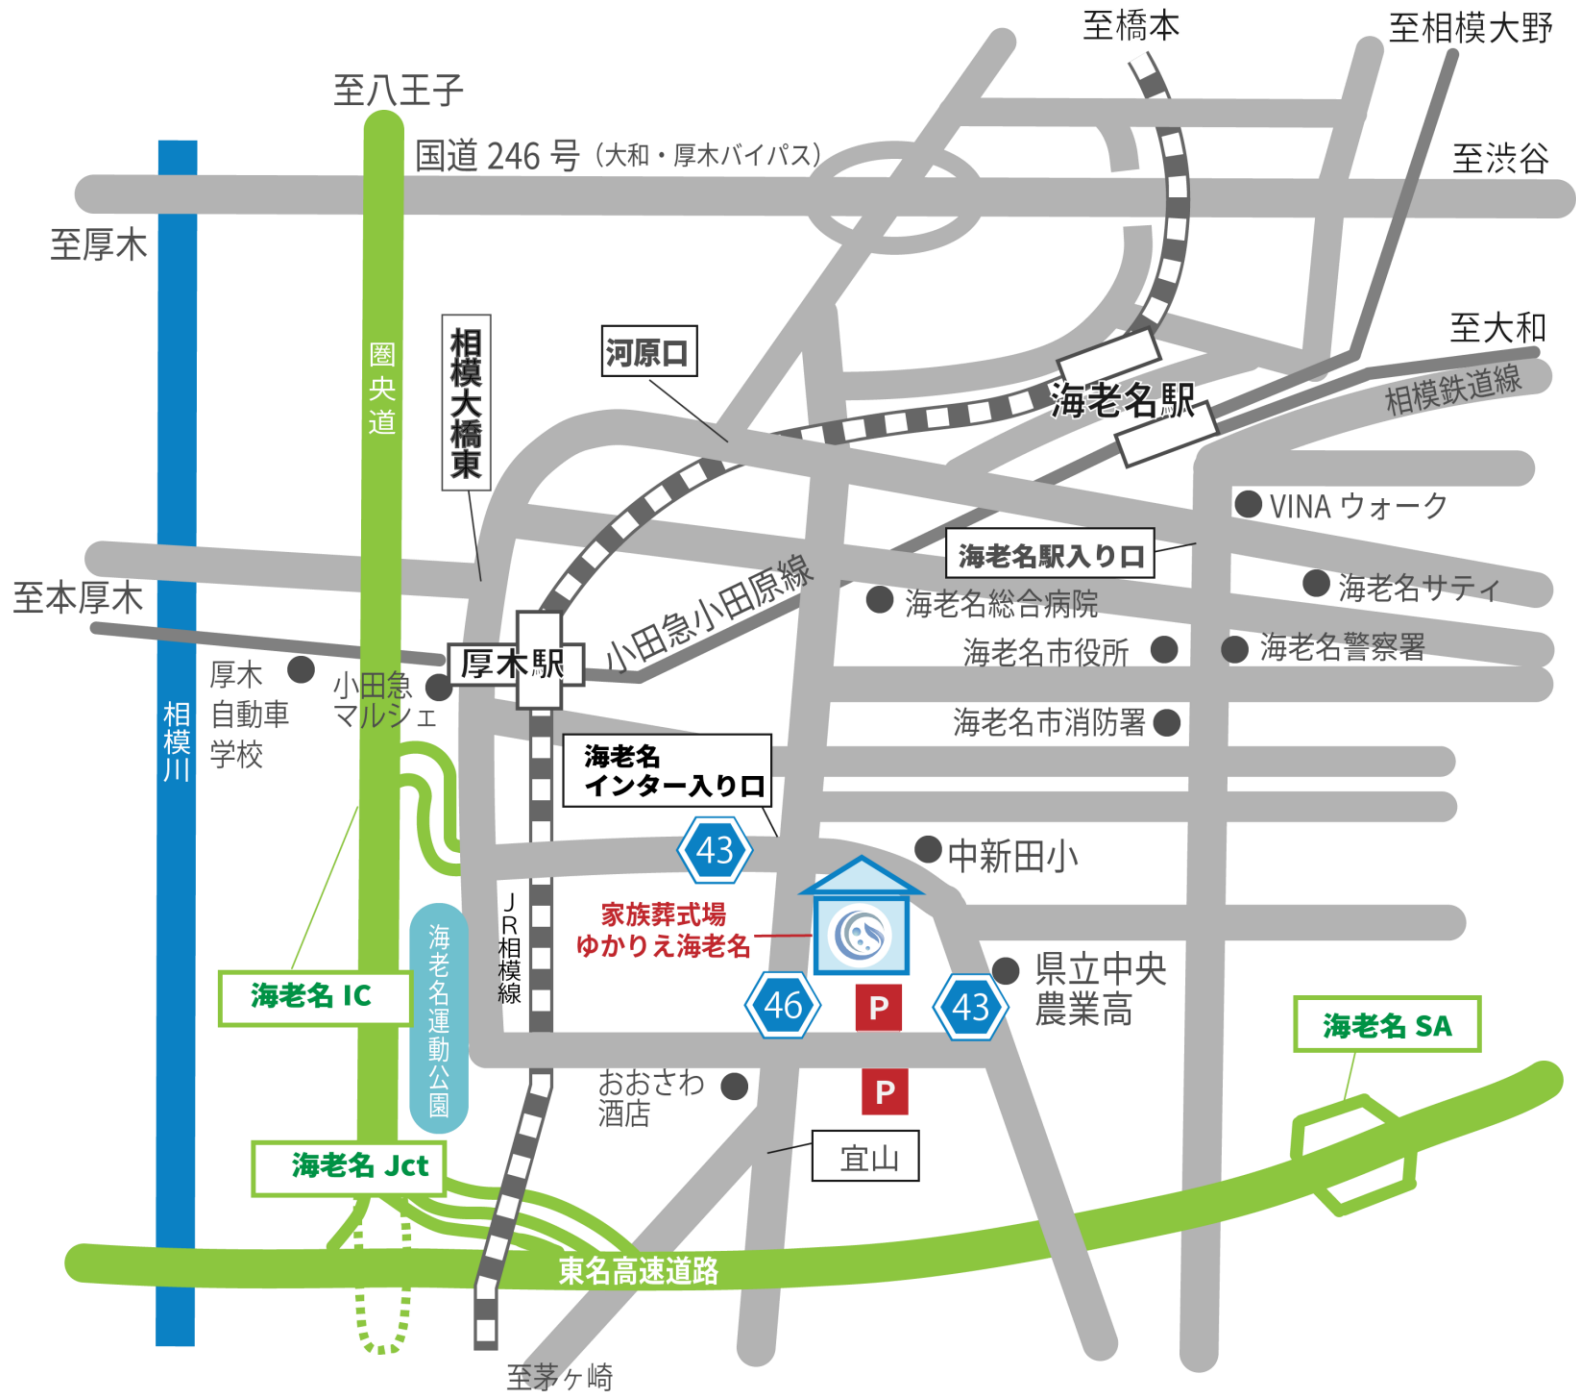 至橋本
至相模大野
至八王子
国道 246 号（大和・厚木バイパス）
至渋谷
至厚木
至大和
相模大橋東
河原口
圏央道
海老名駅
相模鉄道線
VINA ウォーク
海老名駅入り口
海老名サティ
至本厚木
小田急小田原線
海老名総合病院
海老名市役所
海老名警察署
厚木駅
厚木
自動車
学校
小田急
マルシェ
相模川
海老名市消防署
海老名
インター入り口
43
中新田小
JR相模線
家族葬式場
ゆかりえ海老名
海老名運動公園
海老名 IC
46
P
43
県立中央
農業高
海老名 SA
おおさわ
酒店
P
宜山
海老名 Jct
東名高速道路
至茅ヶ崎